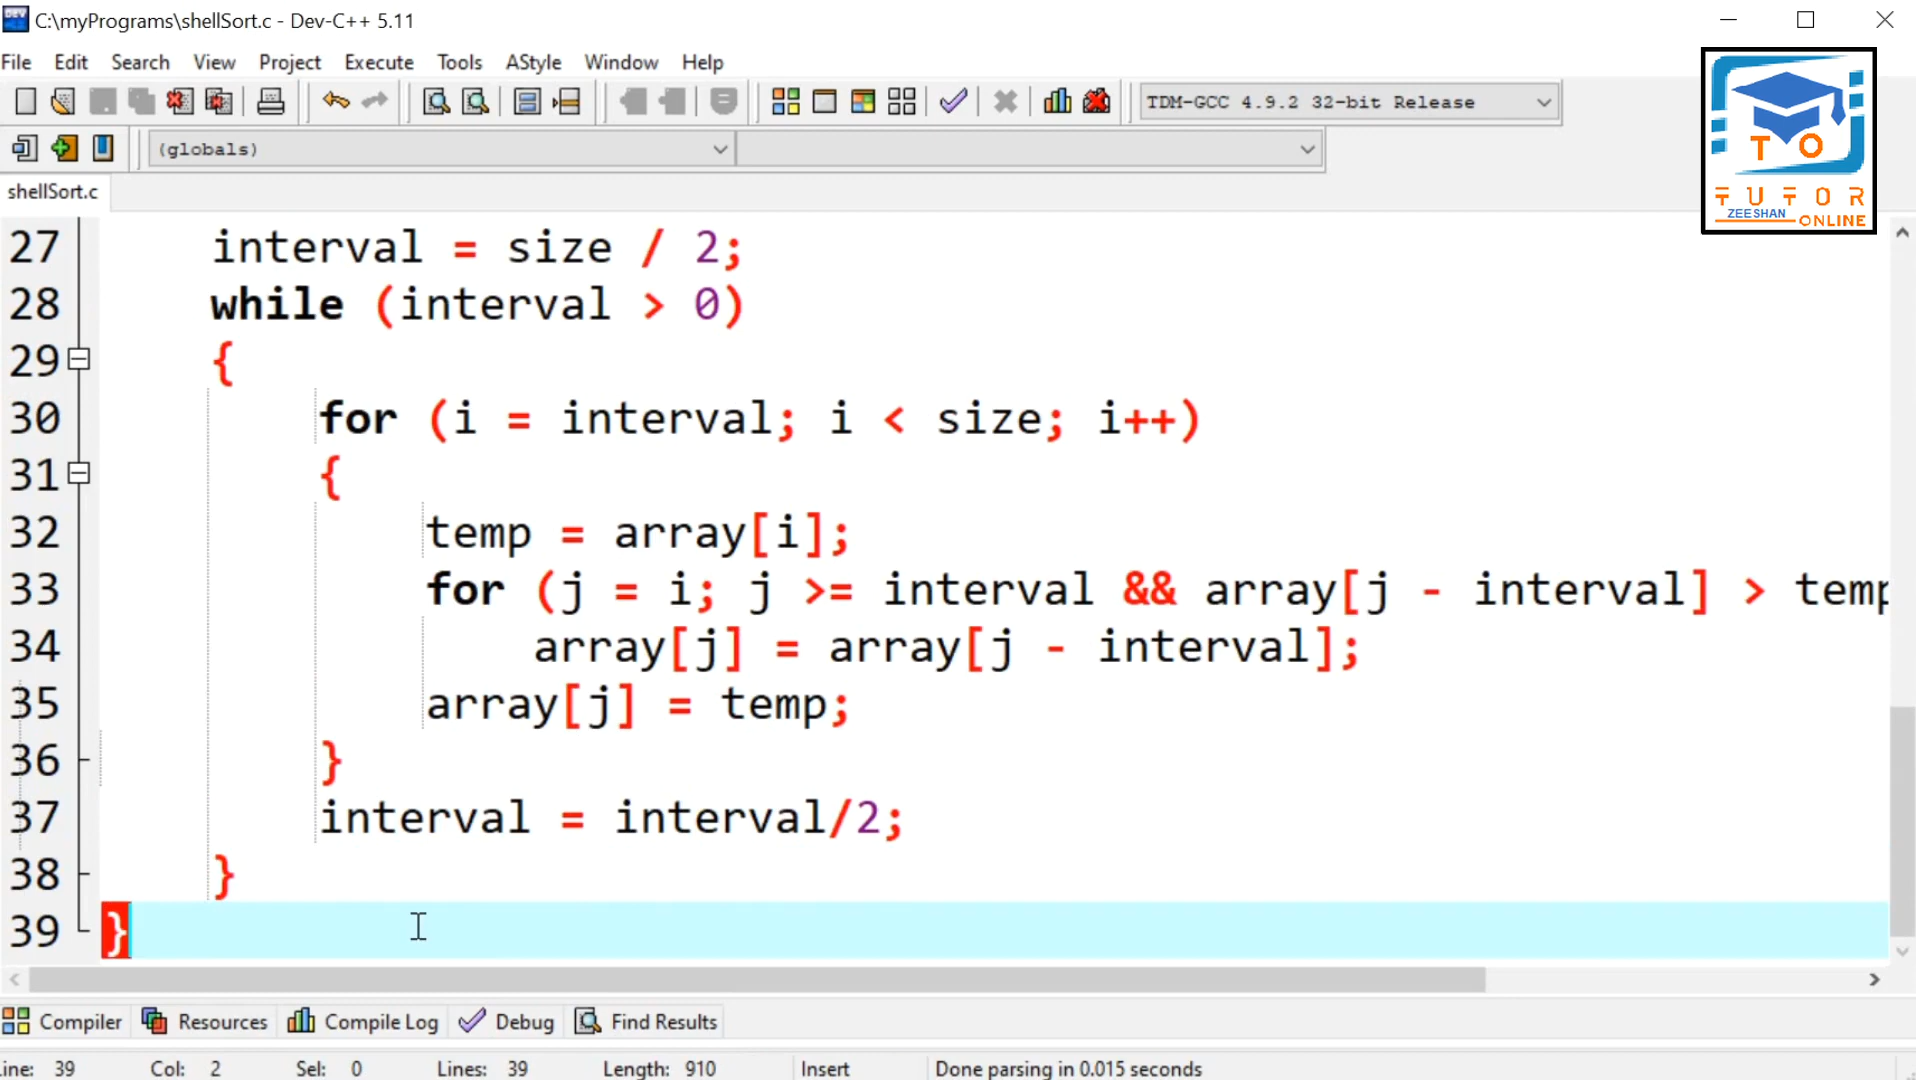 C:\myPrograms\shellSort.c - Dev-C++ 5.11
File Edit Search View Project Execute Tools AStyle Window Help
TDM-GCC 4.9.2 32-bit Release
(globals)
T O
TUTOR
ZEESHAN ONLINE
shellSort.c
27 interval = size / 2;
28 while (interval > 0)
29 {
30 for (i = interval; i < size; i++)
31 {
32 temp = array[i];
33 for (j = i; j >= interval && array[j - interval] > temp
34 array[j] = array[j - interval];
35 array[j] = temp;
36 }
37 interval = interval/2;
38 }
39 }
Compiler Resources Compile Log Debug Find Results
ine: 39 Col: 2 Sel: 0 Lines: 39 Length: 910 Insert Done parsing in 0.015 seconds